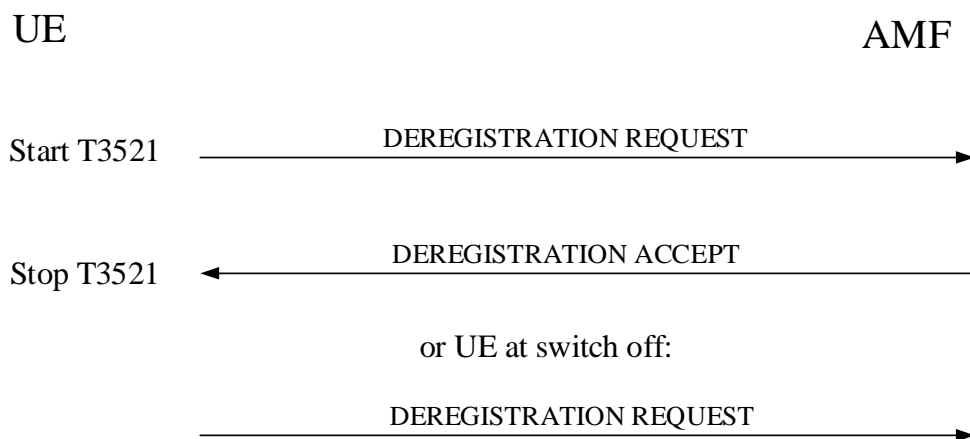 UE
AMF
Start T3521
DEREGISTRATION REQUEST
Stop T3521
DEREGISTRATION ACCEPT
or UE at switch off:
DEREGISTRATION REQUEST